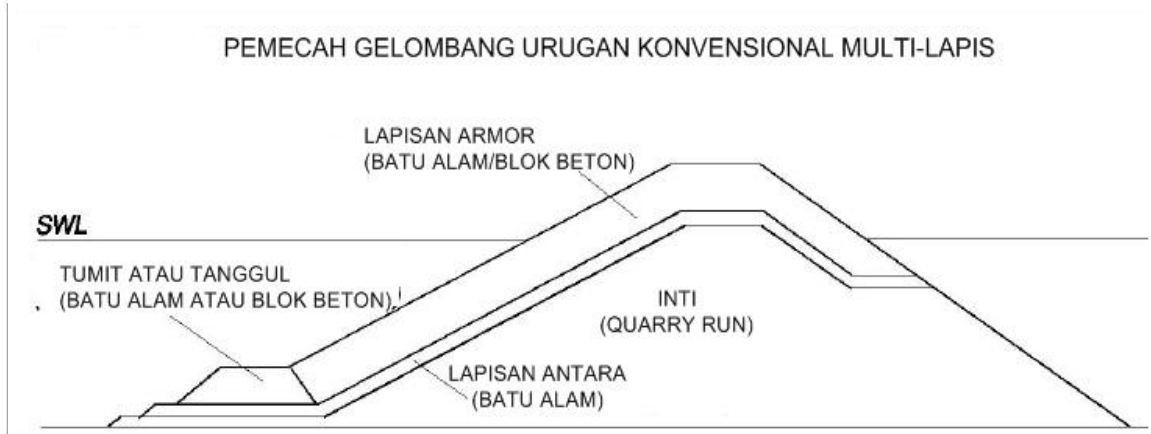 PEMECAH GELOMBANG URUGAN KONVENSIONAL MULTI-LAPIS
LAPISAN ARMOR
(BATU ALAM/BLOK BETON)
SWL
TUMIT ATAU TANGGUL
(BATU ALAM ATAU BLOK BETON)
INTI
(QUARRY RUN)
LAPISAN ANTARA
(BATU ALAM)